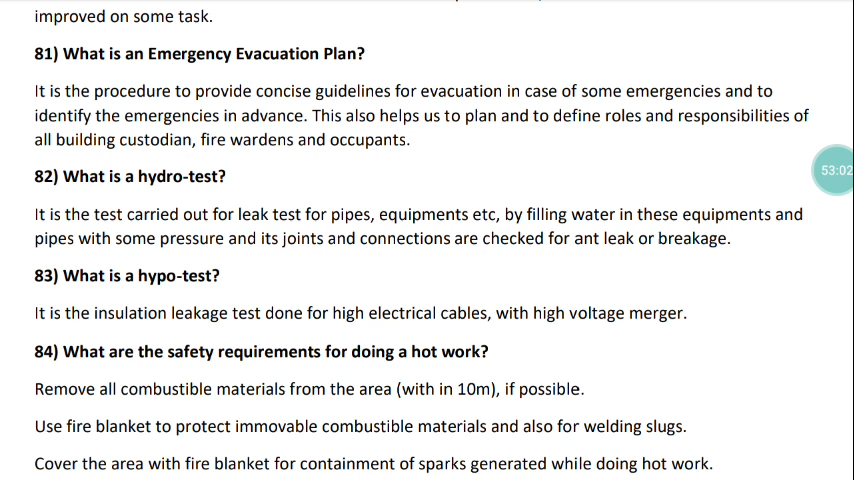 improved on some task.
81) What is an Emergency Evacuation Plan?
It is the procedure to provide concise guidelines for evacuation in case of some emergencies and to
identify the emergencies in advance. This also helps us to plan and to define roles and responsibilities of
all building custodian, fire wardens and occupants.
82) What is a hydro-test?
53:02
It is the test carried out for leak test for pipes, equipments etc, by filling water in these equipments and
pipes with some pressure and its joints and connections are checked for ant leak or breakage.
83) What is a hypo-test?
It is the insulation leakage test done for high electrical cables, with high voltage merger.
84) What are the safety requirements for doing a hot work?
Remove all combustible materials from the area (with in 10m), if possible.
Use fire blanket to protect immovable combustible materials and also for welding slugs.
Cover the area with fire blanket for containment of sparks generated while doing hot work.